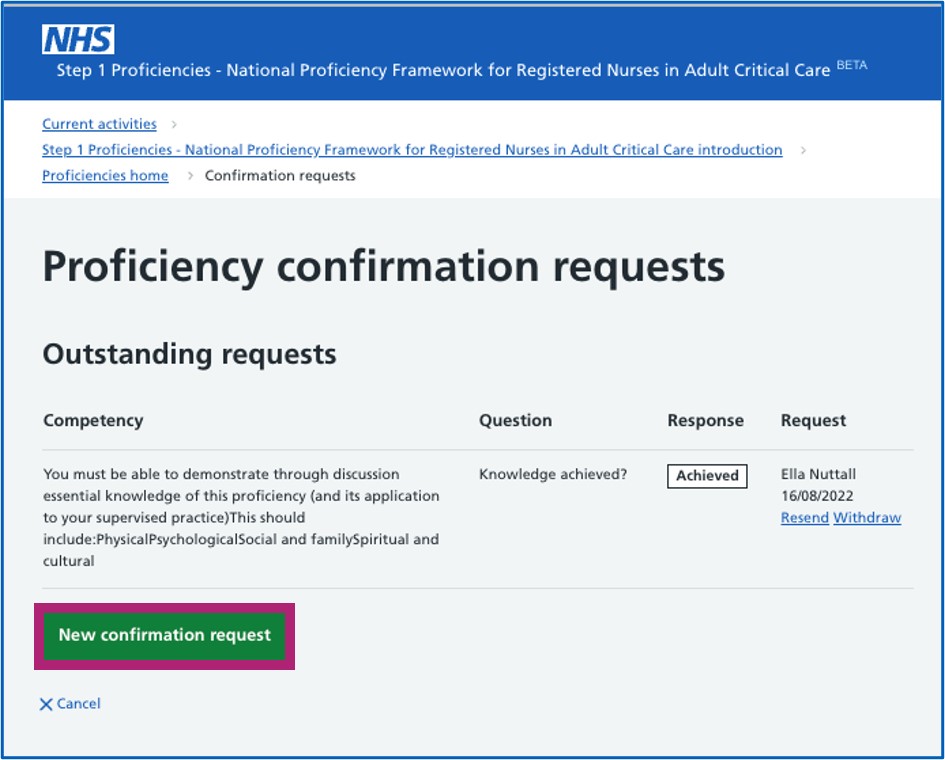 NHS
Step 1 Proficiencies - National Proficiency Framework for Registered Nurses in Adult Critical Care BETA
Current activities
Step 1 Proficiencies - National Proficiency Framework for Registered Nurses in Adult Critical Care introduction
Proficiencies home
Confirmation requests
Proficiency confirmation requests
Outstanding requests
Competency Question Response Request
You must be able to demonstrate through discussion
essential knowledge of this proficiency (and its application
to your supervised practice)This should
include:PhysicalPsychologicalSocial and familySpiritual and
cultural
Knowledge achieved?
Achieved
Ella Nuttall
16/08/2022
Resend Withdraw
New confirmation request
Cancel